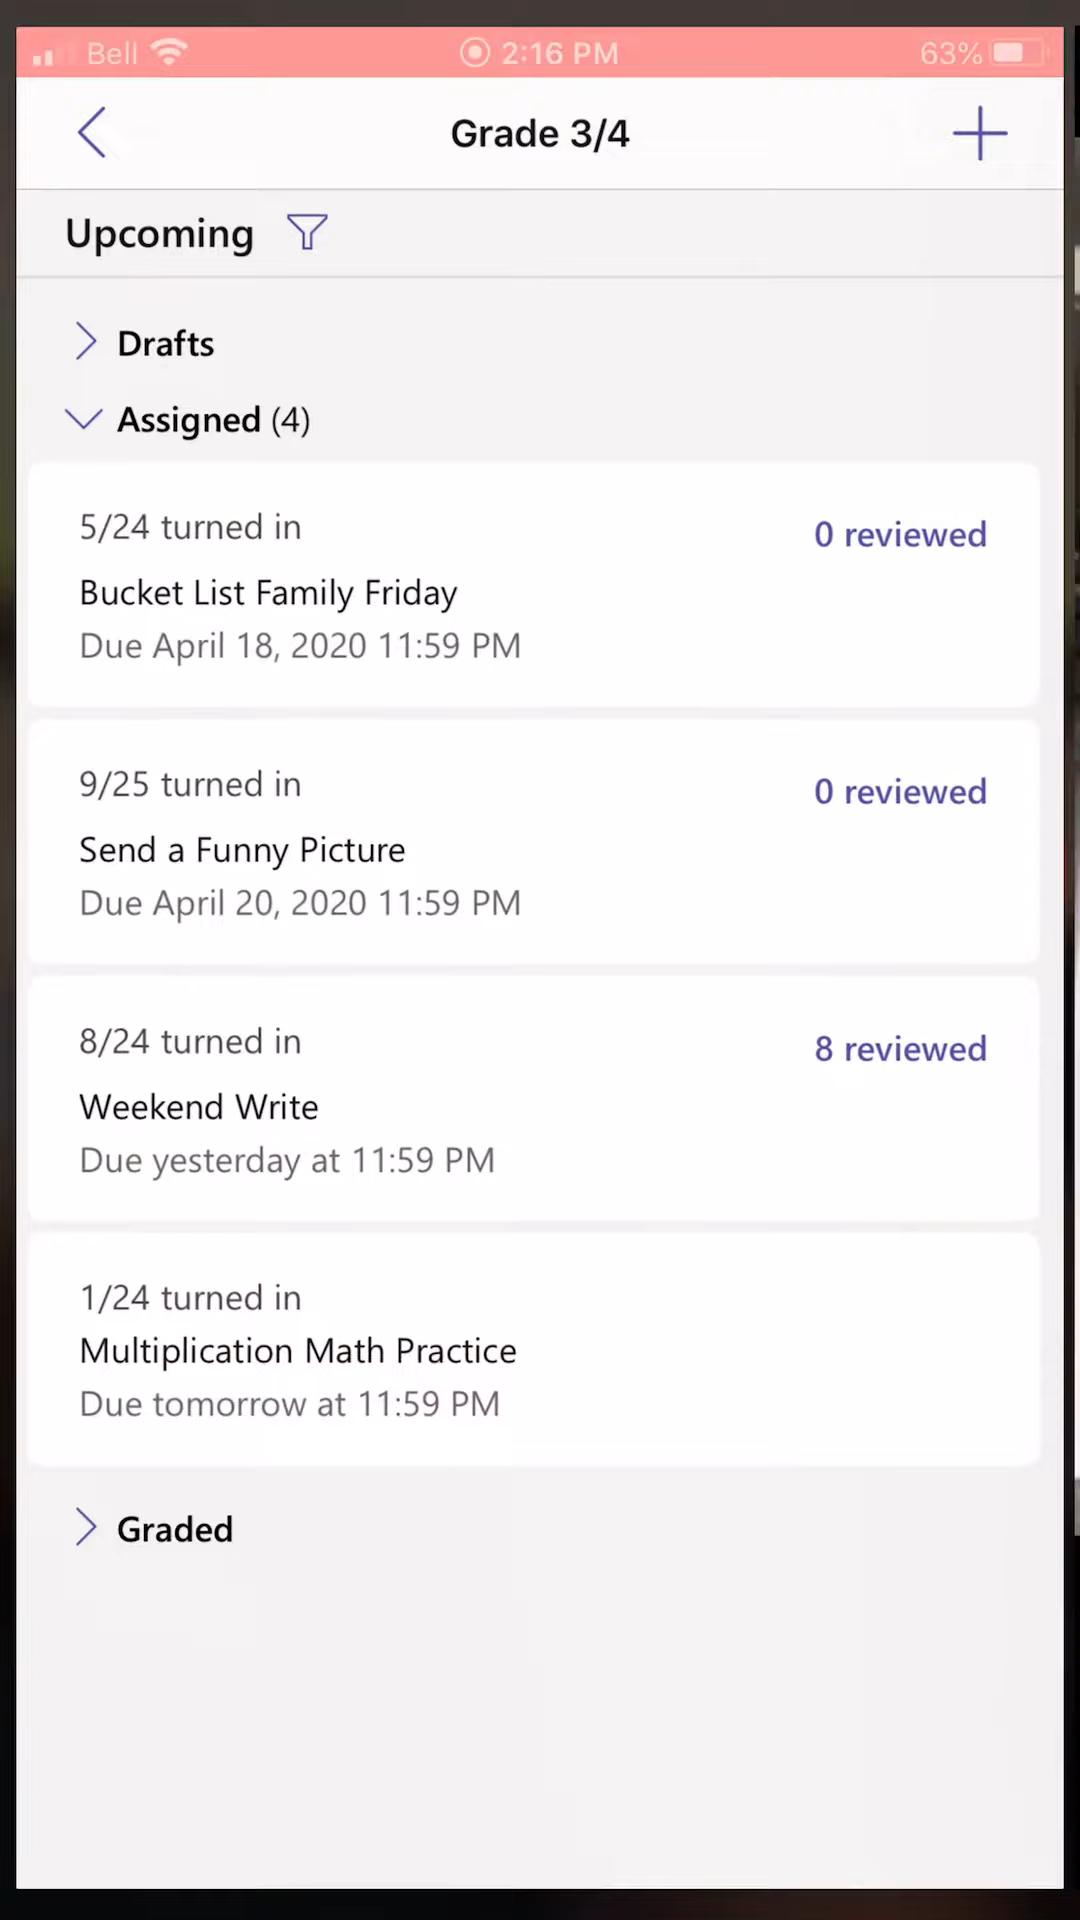 Bell 2:16 PM 63%
Grade 3/4
Upcoming
Drafts
Assigned (4)
5/24 turned in
0 reviewed
Bucket List Family Friday
Due April 18, 2020 11:59 PM
9/25 turned in
0 reviewed
Send a Funny Picture
Due April 20, 2020 11:59 PM
8/24 turned in
8 reviewed
Weekend Write
Due yesterday at 11:59 PM
1/24 turned in
Multiplication Math Practice
Due tomorrow at 11:59 PM
Graded